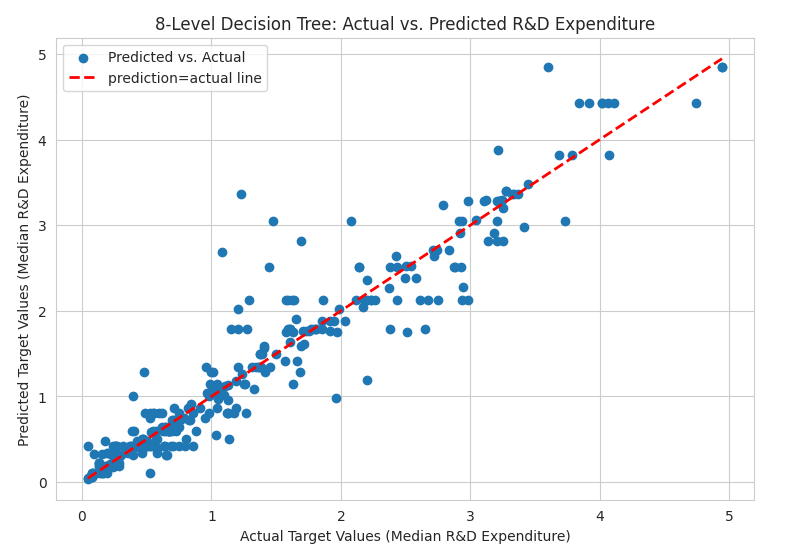 8-Level Decision Tree: Actual vs. Predicted R&D Expenditure
Predicted vs. Actual
prediction=actual line
Predicted Target Values (Median R&D Expenditure)
5
4
3
2
1
0
0 1 2 3 4 5
Actual Target Values (Median R&D Expenditure)